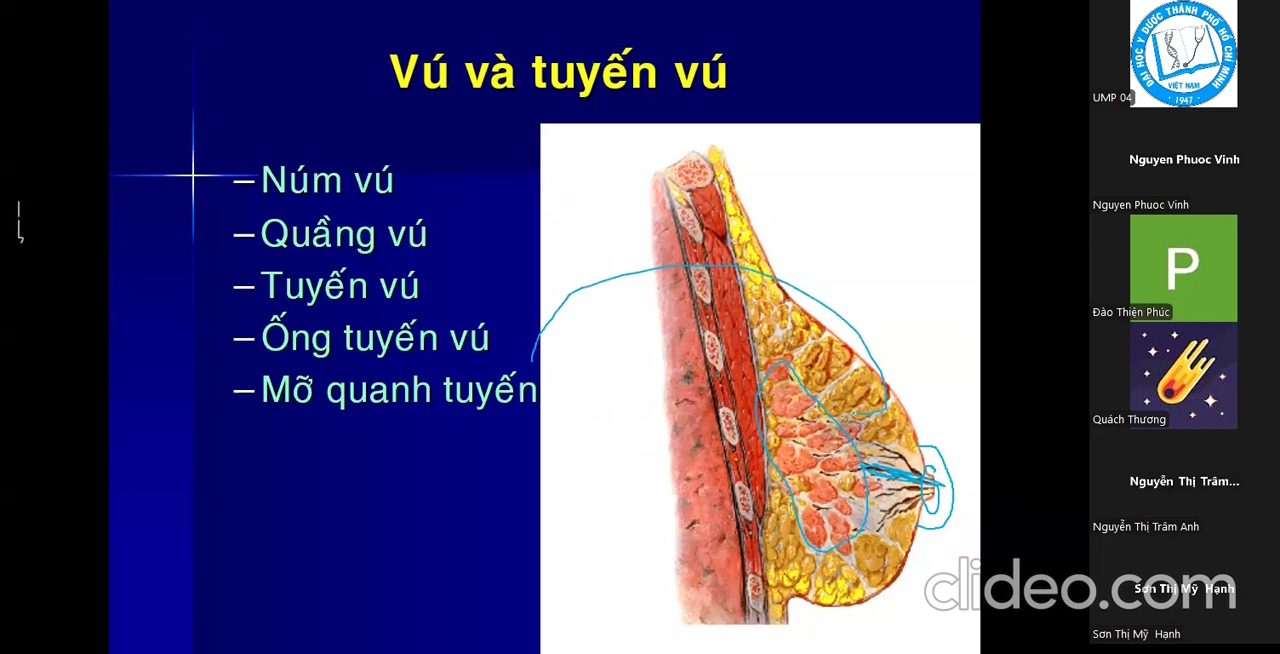 Vú và tuyến vú
–Núm vú
–Quầng vú
–Tuyến vú
–Ống tuyến vú
–Mỡ quanh tuyến
ĐẠI HỌC Y DƯỢC THÀNH PHỐ HỒ CHÍ MINH
VIỆT NAM
1947
UMP 04
Nguyen Phuoc Vinh
Nguyen Phuoc Vinh
P
Đào Thiện Phúc
Quách Thương
Nguyễn Thị Trâm...
Nguyễn Thị Trâm Anh
Sơn Thị Mỹ Hạnh
clideo.com
Sơn Thị Mỹ Hạnh